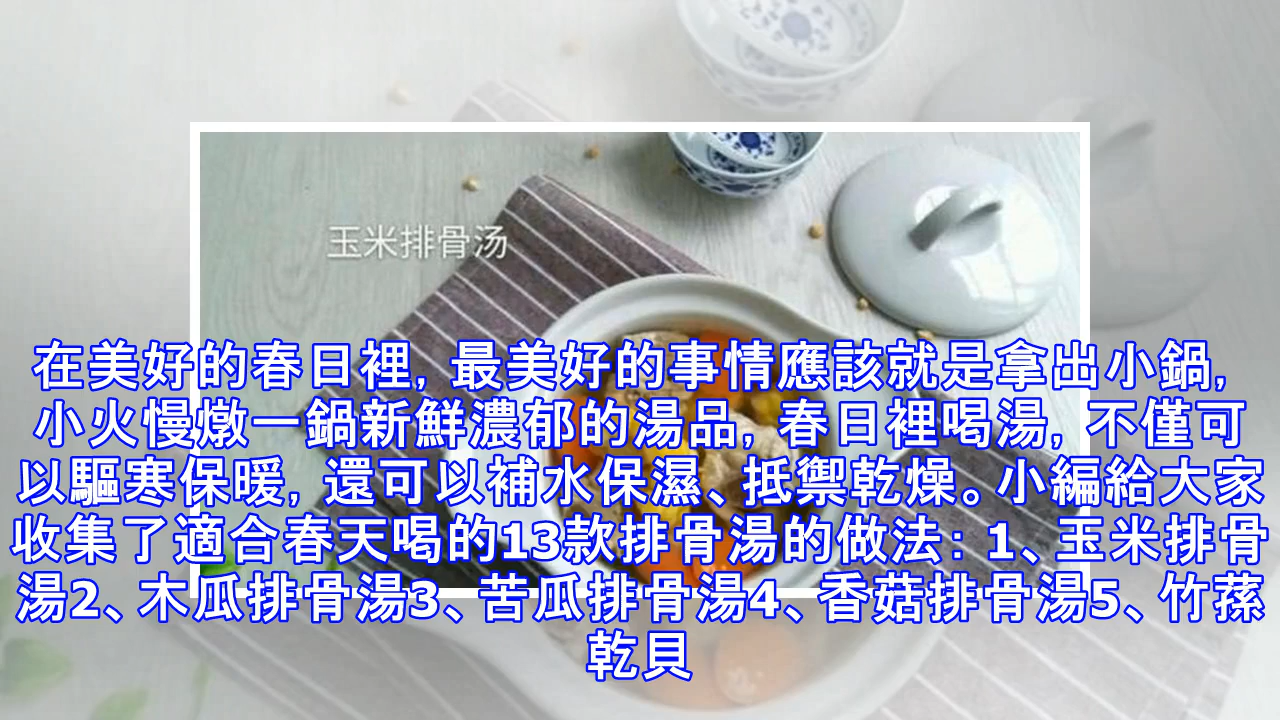 玉米排骨汤
在美好的春日裡, 最美好的事情應該就是拿出小鍋,
小火慢燉一鍋新鮮濃郁的湯品, 春日裡喝湯, 不僅可
以驅寒保暖, 還可以補水保濕、抵禦乾燥。小編給大家
收集了適合春天喝的13款排骨湯的做法: 1、玉米排骨
湯2、木瓜排骨湯3、苦瓜排骨湯4、香菇排骨湯5、竹蓀
乾貝